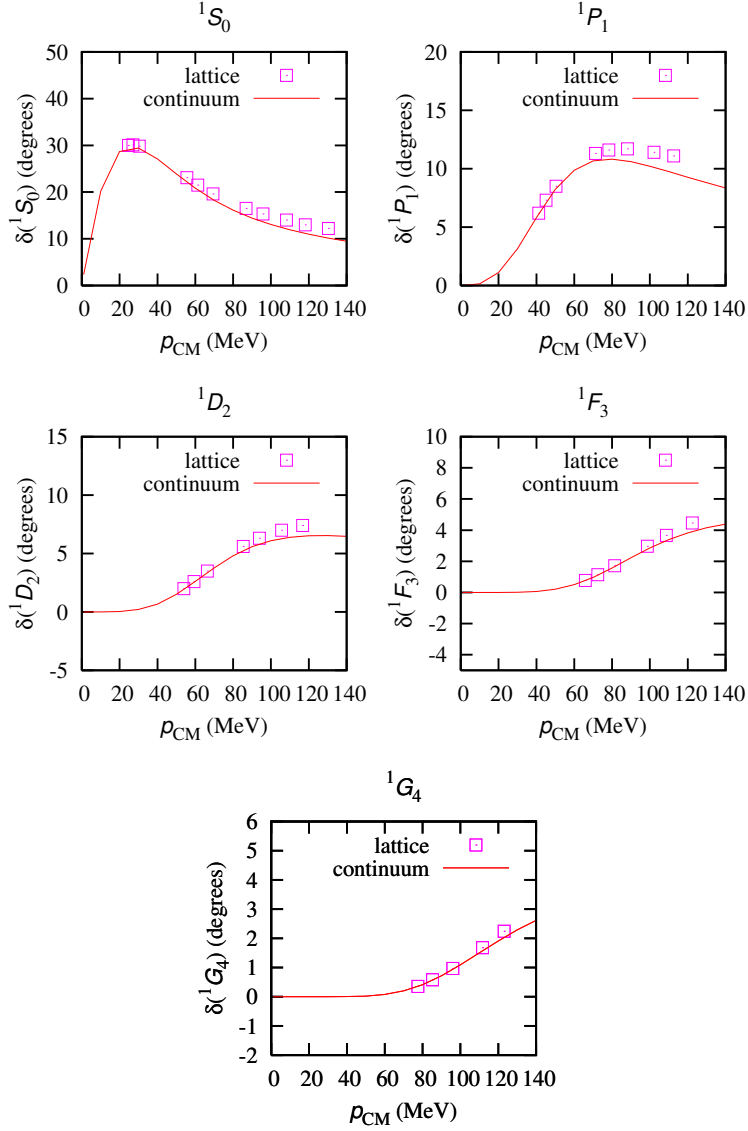 ¹S₀
50
40
30
20
10
0
δ(¹S₀) (degrees)
lattice
continuum
0 20 40 60 80 100 120 140
p_CM (MeV)
¹P₁
20
15
10
5
0
δ(¹P₁) (degrees)
lattice
continuum
0 20 40 60 80 100 120 140
p_CM (MeV)
¹D₂
15
10
5
0
-5
δ(¹D₂) (degrees)
lattice
continuum
0 20 40 60 80 100 120 140
p_CM (MeV)
¹F₃
10
8
6
4
2
0
-2
-4
δ(¹F₃) (degrees)
lattice
continuum
0 20 40 60 80 100 120 140
p_CM (MeV)
¹G₄
6
5
4
3
2
1
0
-1
-2
δ(¹G₄) (degrees)
lattice
continuum
0 20 40 60 80 100 120 140
p_CM (MeV)